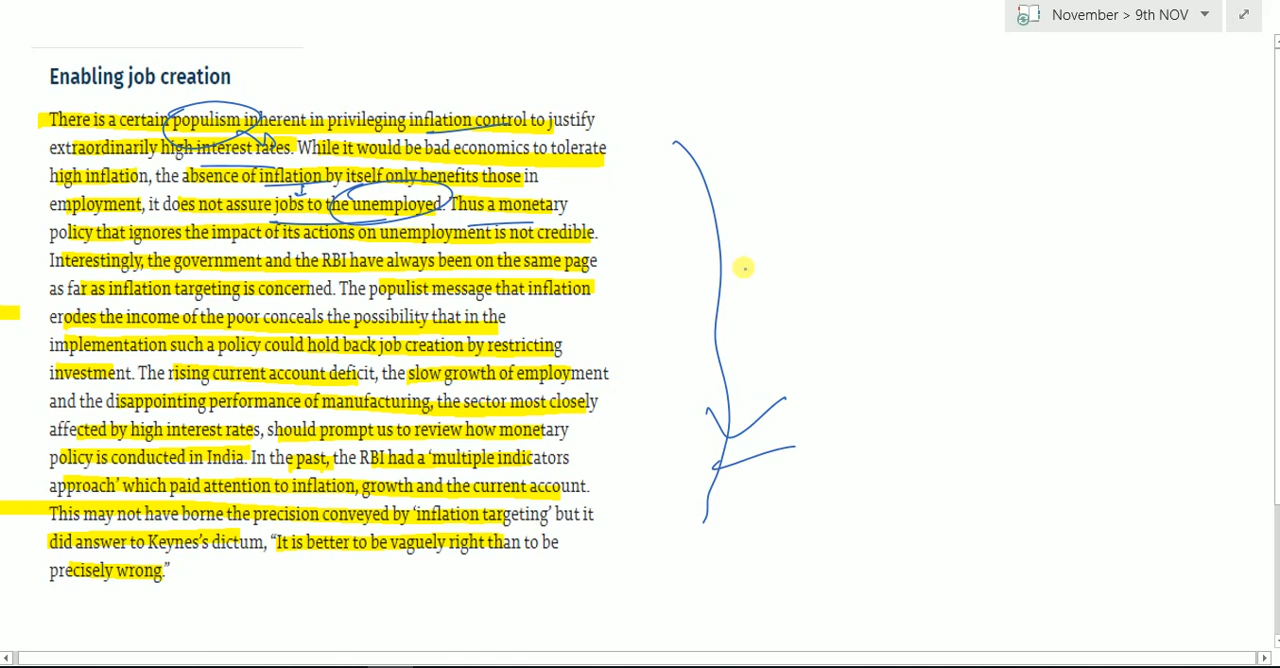 November > 9th NOV
Enabling job creation
There is a certain populism inherent in privileging inflation control to justify
extraordinarily high interest rates. While it would be bad economics to tolerate
high inflation, the absence of inflation by itself only benefits those in
employment, it does not assure jobs to the unemployed. Thus a monetary
policy that ignores the impact of its actions on unemployment is not credible.
Interestingly, the government and the RBI have always been on the same page
as far as inflation targeting is concerned. The populist message that inflation
erodes the income of the poor conceals the possibility that in the
implementation such a policy could hold back job creation by restricting
investment. The rising current account deficit, the slow growth of employment
and the disappointing performance of manufacturing, the sector most closely
affected by high interest rates, should prompt us to review how monetary
policy is conducted in India. In the past, the RBI had a ‘multiple indicators
approach’ which paid attention to inflation, growth and the current account.
This may not have borne the precision conveyed by ‘inflation targeting’ but it
did answer to Keynes’s dictum, “It is better to be vaguely right than to be
precisely wrong.”